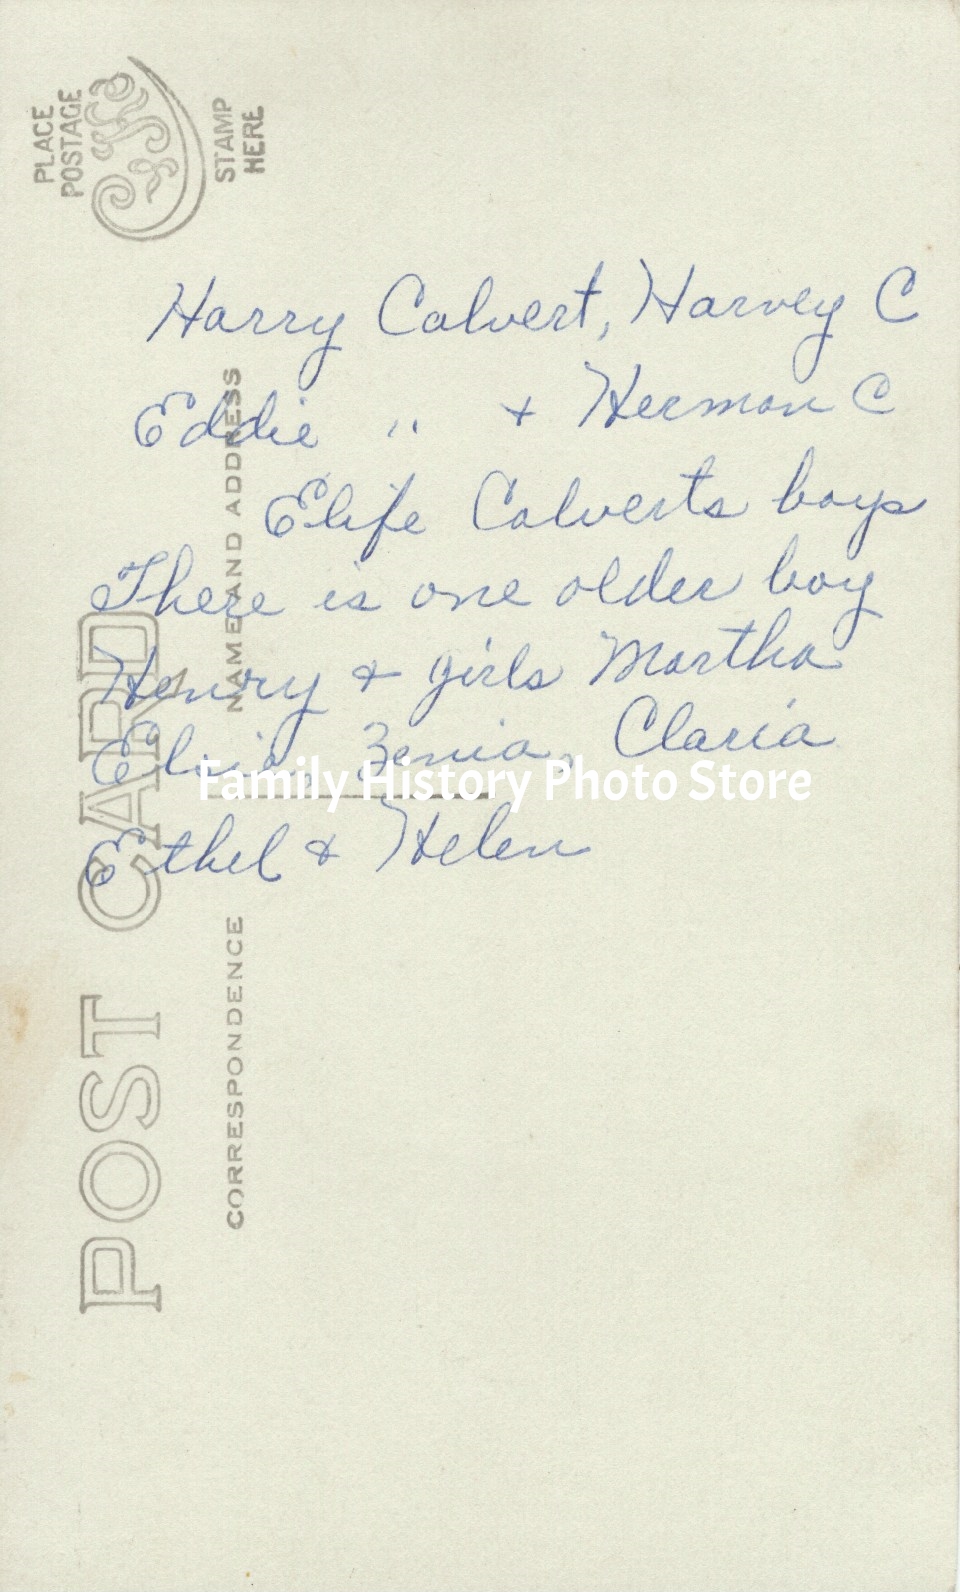 PLACE
POSTAGE
STAMP
HERE
Harry Calvert, Harvey C
Eddie " + Herman C
Elife Calverts boys
There is one older boy
Henry + girls Martha
Zenia, Claria
Ethel + Helen
Family History Photo Store
NAME AND ADDRESS
POST CARD
CORRESPONDENCE